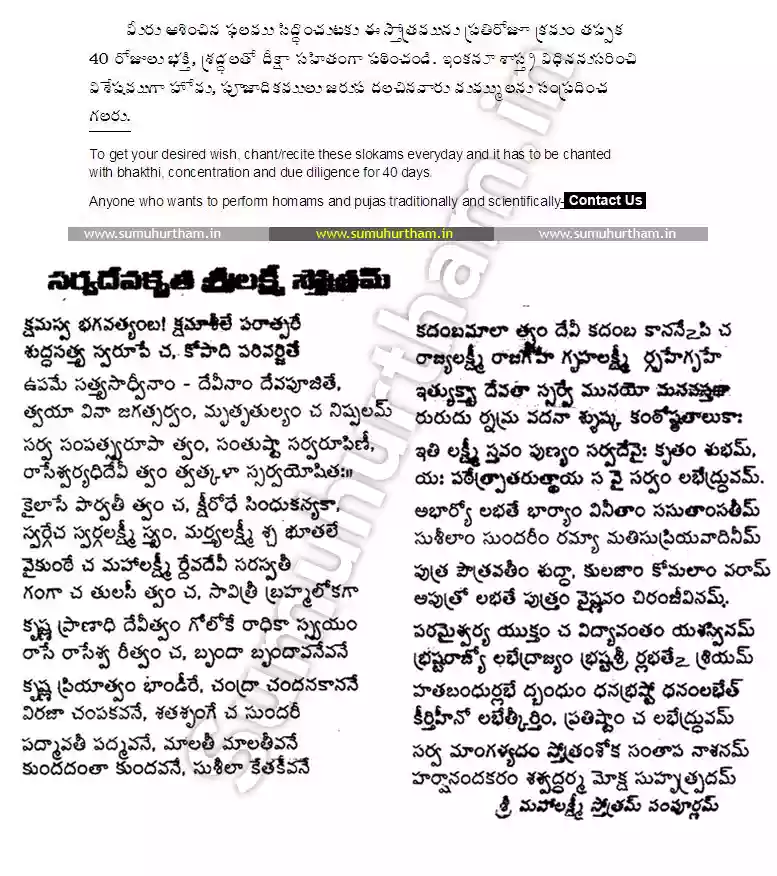 మీరు ఆశించిన ఫలము సిద్ధించుటకు ఈ స్తోత్రమును ప్రతిరోజూ క్రమం తప్పక
40 రోజులు భక్తి, శ్రద్ధలతో దీక్షా సహితంగా పఠించండి. ఇంకనూ శాస్త్ర విధిననుసరించి
విశేషముగా హోమ, పూజాదికములు జరుప దలచినవారు మమ్ములను సంప్రదించ
గలరు.
To get your desired wish, chant/recite these slokams everyday and it has to be chanted
with bhakthi, concentration and due diligence for 40 days.
Anyone who wants to perform homams and pujas traditionally and scientifically- Contact Us
www.sumuhurtham.in www.sumuhurtham.in www.sumuhurtham.in
సర్వదేవకృత శ్రీలక్ష్మీ స్తోత్రమ్
క్షమస్వ భగవత్యంబ! క్షమాశీలే పరాత్పరే
శుద్ధసత్త్వ స్వరూపే చ, కోపాది పరివర్జితే
ఉపమే సత్త్వసాధ్వీనాం - దేవీనాం దేవపూజితే,
త్వయా వినా జగత్సర్వం, మృతృతుల్యం చ నిష్పలమ్
సర్వ సంపత్స్వరూపా త్వం, సంతుష్టా సర్వరూపిణీ,
రాసేశ్వర్యధిదేవీ త్వం త్వత్కళా స్సర్వయోషితః॥
కైలాసే పార్వతీ త్వం చ, క్షీరోధే సింధుకన్యకా,
స్వర్గేచ స్వర్గలక్ష్మీ స్త్వం, మర్త్యలక్ష్మీ శ్చ భూతలే
వైకుంఠే చ మహాలక్ష్మీ ర్దేవదేవీ సరస్వతీ
గంగా చ తులసీ త్వం చ, సావిత్రీ బ్రహ్మలోకగా
కృష్ణ ప్రాణాధి దేవీత్వం గోలోకే రాధికా స్వయం
రాసే రాసేశ్వ రీత్వం చ, బృందా బృందావనేవనే
కృష్ణ ప్రియాత్వం భాండీరే, చంద్రా చందనకాననే
విరజా చంపకవనే, శతశృంగే చ సుందరీ
పద్మావతీ పద్మవనే, మాలతీ మాలతీవనే
కుందదంతా కుందవనే, సుశీలా కేతకీవనే
కదంబమాలా త్వం దేవీ కదంబ కాననేఽపి చ
రాజ్యలక్ష్మీ రాజగేహే గృహలక్ష్మీ ర్గృహేగృహే
ఇత్యుక్త్వా దేవతా స్సర్వే మునయో మనవస్తథా
రురుదు ర్నమ్ర వదనా శ్శుష్క కంఠోష్ఠతాలుకాః
ఇతి లక్ష్మీ స్తవం పుణ్యం సర్వదేవైః కృతం శుభమ్,
యః పఠేత్ప్రాతరుత్థాయ స వై సర్వం లభేద్ధ్రువమ్.
అభార్యో లభతే భార్యాం వినీతాం ససుతాంసతీమ్
సుశీలాం సుందరీం రమ్యా మతిసుప్రియవాదినీమ్
పుత్ర పౌత్రవతీం శుద్ధా, కులజాం కోమలాం వరామ్
అపుత్రో లభతే పుత్రం వైష్ణవం చిరంజీవినమ్.
పరమైశ్వర్య యుక్తం చ విద్యావంతం యశస్వినమ్
భ్రష్టరాజ్యో లభేద్రాజ్యం భ్రష్టశ్రీ ర్లభతేఽ శ్రియమ్
హతబంధుర్లభే ద్బంధుం ధనభ్రష్టో ధనంలభేత్
కీర్తిహీనో లభేత్కీర్తిం, ప్రతిష్టాం చ లభేద్ధ్రువమ్
సర్వ మాంగళ్యదం స్తోత్రంశోక సంతాప నాశనమ్
హర్షానందకరం శశ్వద్ధర్మ మోక్ష సుహృత్పదమ్
శ్రీ మహాలక్ష్మీ స్తోత్రమ్ సంపూర్ణమ్
Sumuhurtham.in